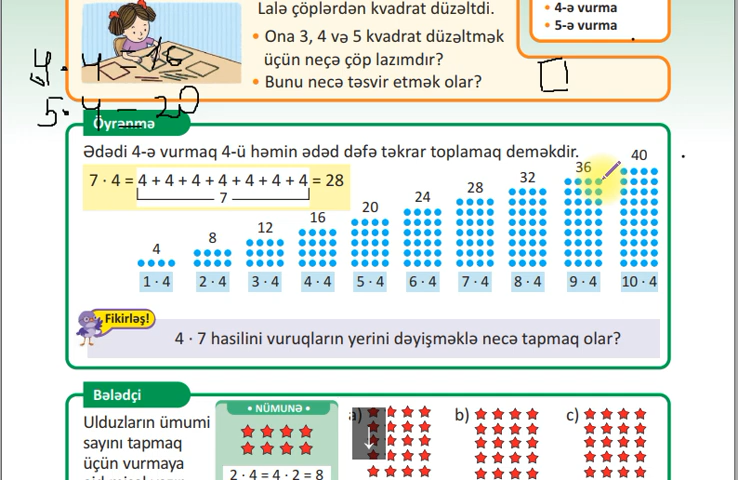 Lalə çöplərdən kvadrat düzəltdi.
• Ona 3, 4 və 5 kvadrat düzəltmək
üçün neçə çöp lazımdır?
• Bunu necə təsvir etmək olar?
• 4-ə vurma
• 5-ə vurma
4 · 4 = 16
5 · 4 = 20
Öyrənmə
Ədədi 4-ə vurmaq 4-ü həmin ədəd dəfə təkrar toplamaq deməkdir.
7 · 4 = 4 + 4 + 4 + 4 + 4 + 4 + 4 = 28
7
4 8 12 16 20 24 28 32 36 40
1 · 4 2 · 4 3 · 4 4 · 4 5 · 4 6 · 4 7 · 4 8 · 4 9 · 4 10 · 4
Fikirləş!
4 · 7 hasilini vuruqların yerini dəyişməklə necə tapmaq olar?
Bələdçi
Ulduzların ümumi
sayını tapmaq
üçün vurmaya
• NÜMUNƏ •
2 · 4 = 4 · 2 = 8
a) b) c)